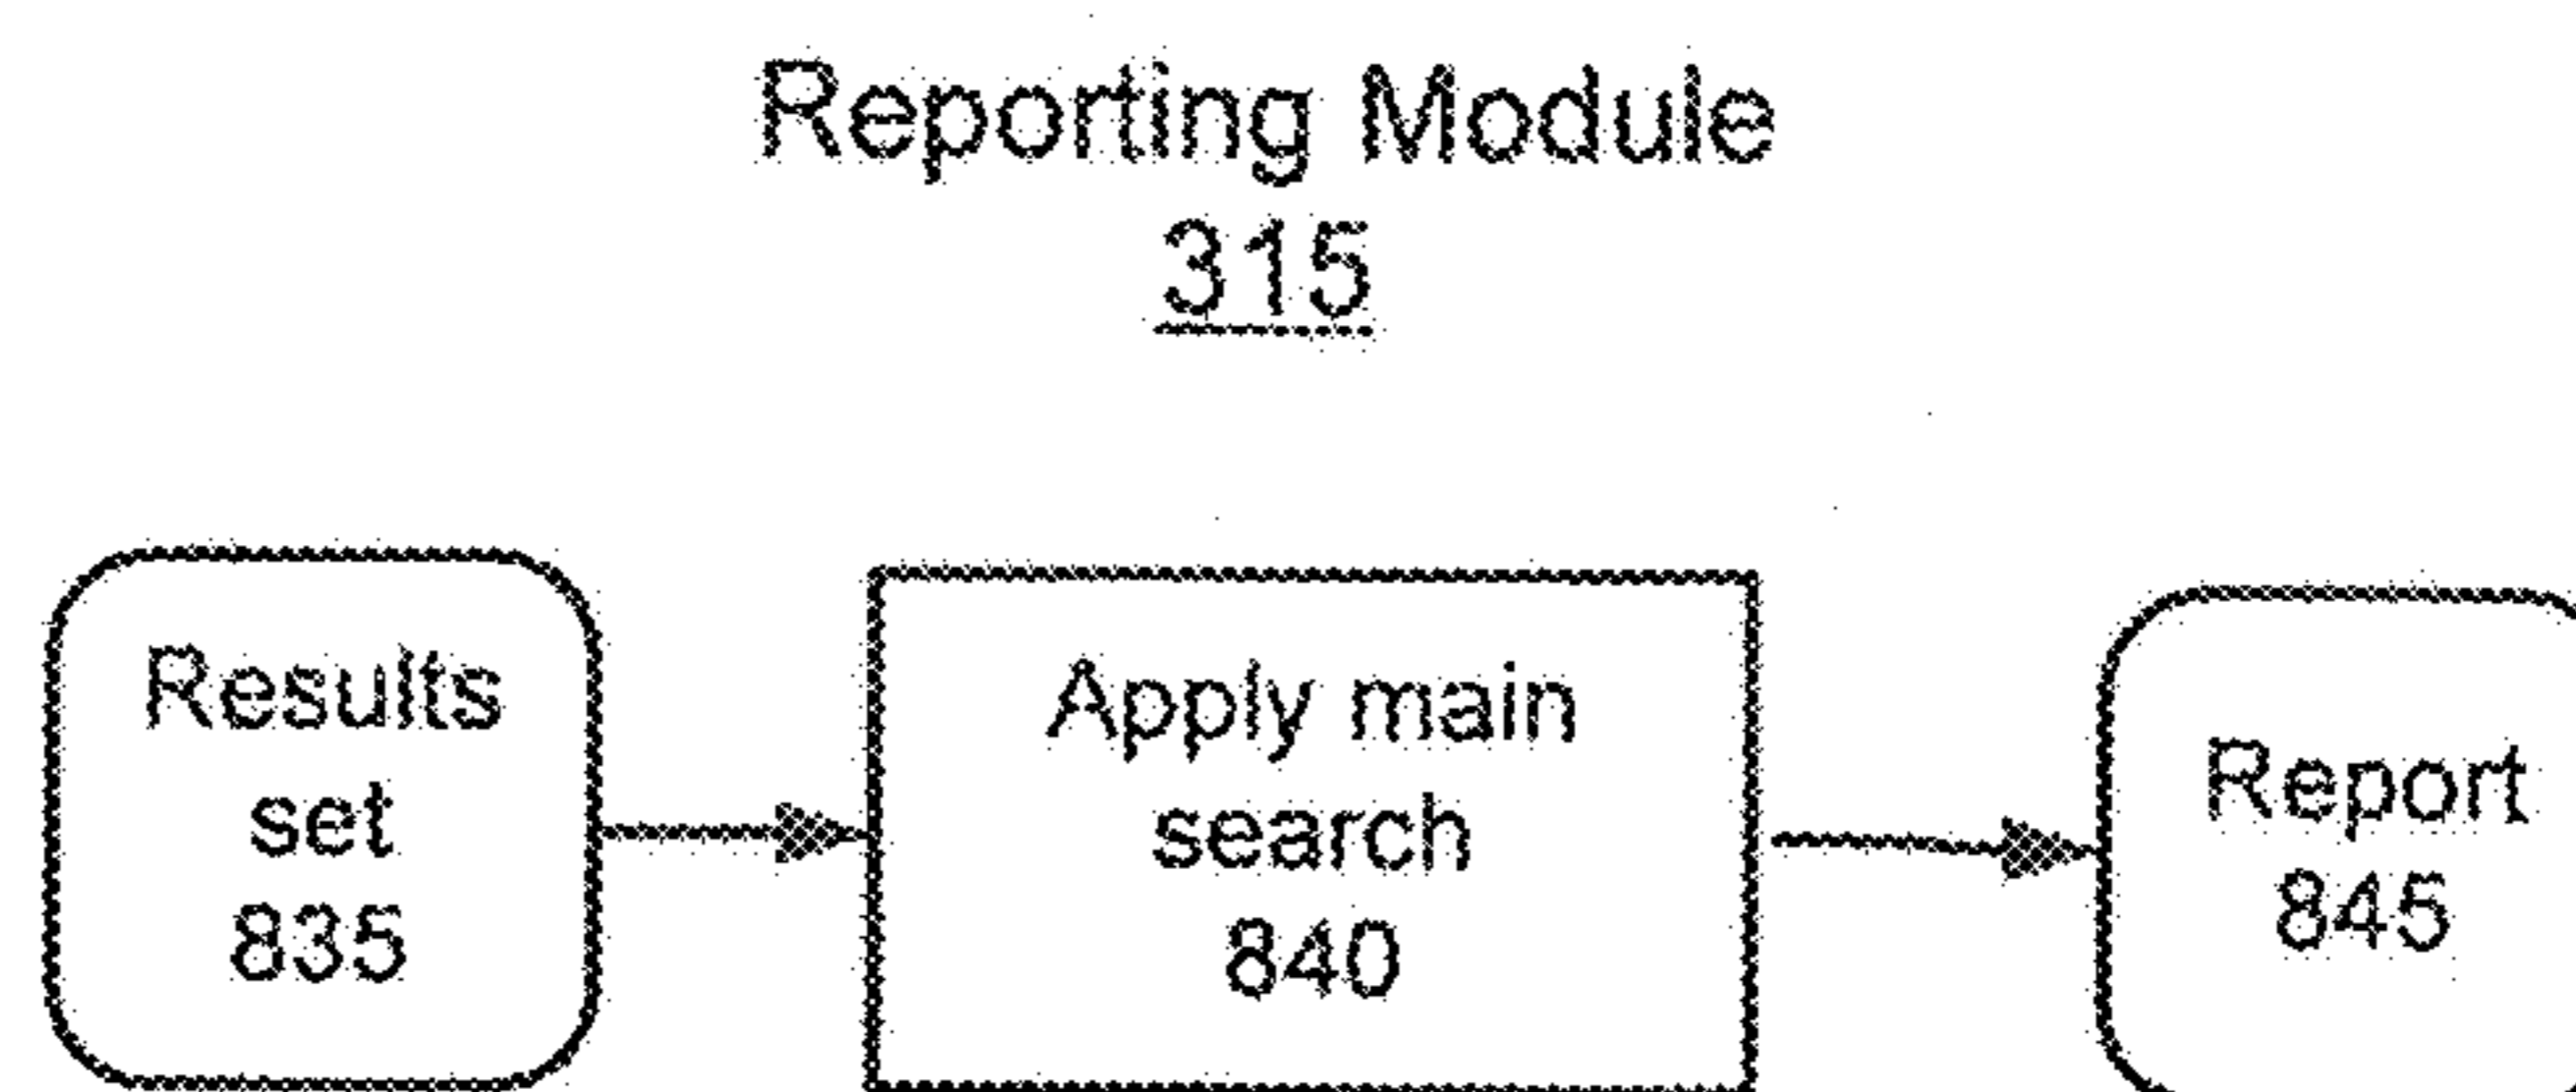 Reporting Module
315
Results
set
835
Apply main
search
840
Report
845